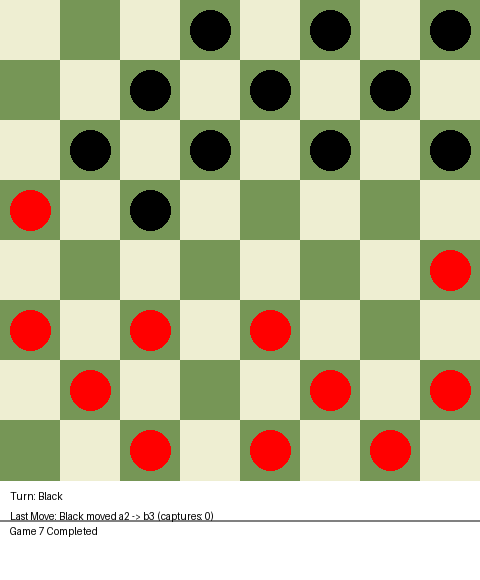 Turn: Black
Last Move: Black moved a2 -> b3 (captures: 0)
Game 7 Completed